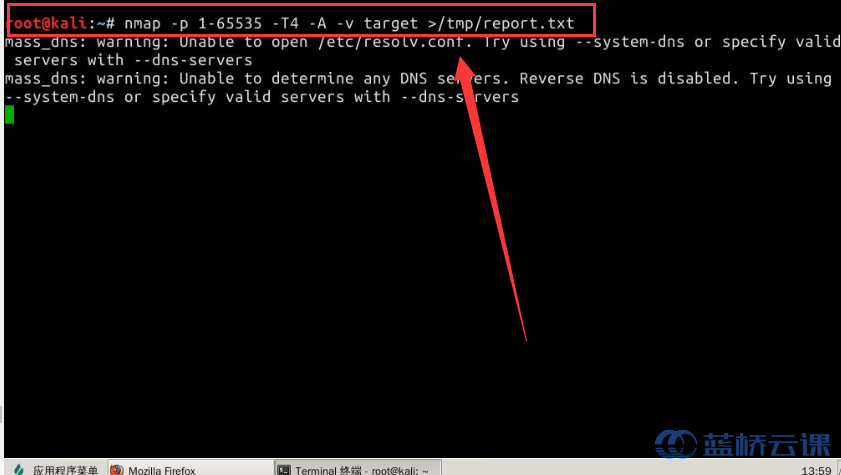 root@kali:~# nmap -p 1-65535 -T4 -A -v target >/tmp/report.txt
mass_dns: warning: Unable to open /etc/resolv.conf. Try using --system-dns or specify valid
servers with --dns-servers
mass_dns: warning: Unable to determine any DNS servers. Reverse DNS is disabled. Try using
--system-dns or specify valid servers with --dns-servers
蓝桥云课
应用程序菜单 Mozilla Firefox Terminal 终端 - root@kali: ~ 13:59